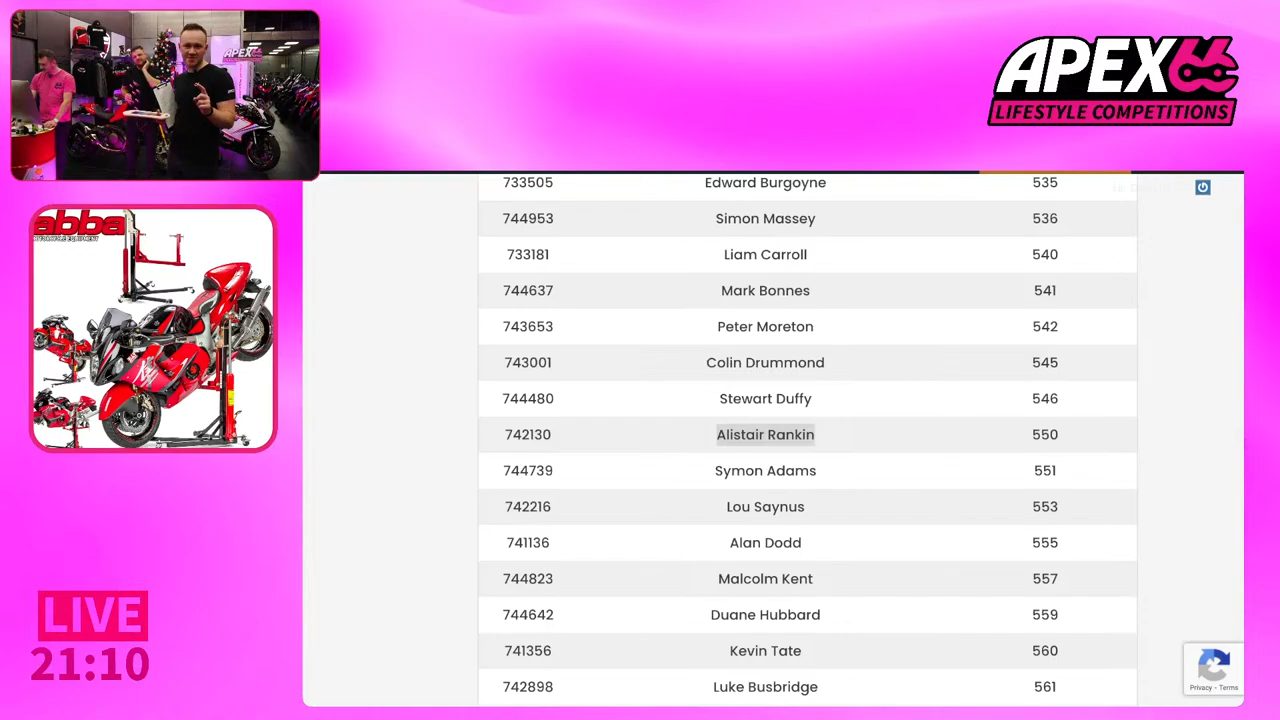 APEX66
APEX66
LIFESTYLE COMPETITIONS
abba
733505 Edward Burgoyne 535
744953 Simon Massey 536
733181 Liam Carroll 540
744637 Mark Bonnes 541
743653 Peter Moreton 542
743001 Colin Drummond 545
744480 Stewart Duffy 546
742130 Alistair Rankin 550
744739 Symon Adams 551
742216 Lou Saynus 553
741136 Alan Dodd 555
744823 Malcolm Kent 557
744642 Duane Hubbard 559
741356 Kevin Tate 560
742898 Luke Busbridge 561
LIVE
21:10
Privacy - Terms